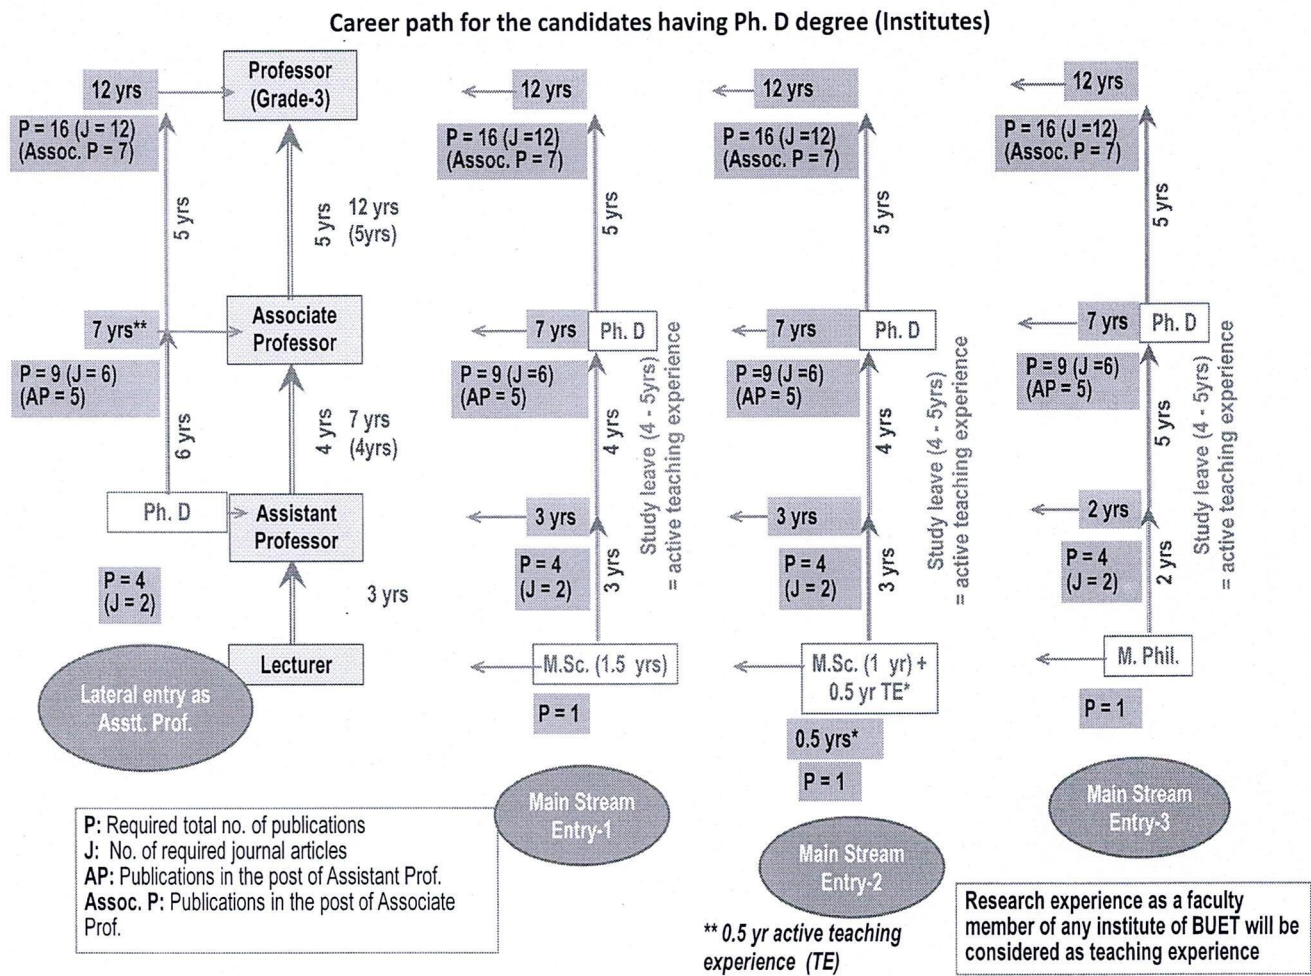 Career path for the candidates having Ph. D degree (Institutes)
12 yrs
P = 16 (J = 12)
(Assoc. P = 7)
5 yrs
7 yrs**
P = 9 (J = 6)
(AP = 5)
6 yrs
Ph. D
P = 4
(J = 2)
Lateral entry as
Asstt. Prof.
Professor
(Grade-3)
5 yrs
12 yrs
(5yrs)
Associate
Professor
4 yrs
7 yrs
(4yrs)
Assistant
Professor
3 yrs
Lecturer
12 yrs
P = 16 (J =12)
(Assoc. P = 7)
5 yrs
7 yrs
Ph. D
P = 9 (J =6)
(AP = 5)
4 yrs
Study leave (4 - 5yrs)
= active teaching experience
3 yrs
P = 4
(J = 2)
3 yrs
M.Sc. (1.5 yrs)
P = 1
Main Stream
Entry-1
12 yrs
P = 16 (J =12)
(Assoc. P = 7)
5 yrs
7 yrs
Ph. D
P =9 (J =6)
(AP = 5)
4 yrs
Study leave (4 - 5yrs)
= active teaching experience
3 yrs
P = 4
(J = 2)
3 yrs
M.Sc. (1 yr) +
0.5 yr TE*
0.5 yrs*
P = 1
Main Stream
Entry-2
12 yrs
P = 16 (J =12)
(Assoc. P = 7)
5 yrs
7 yrs
Ph. D
P = 9 (J =6)
(AP = 5)
5 yrs
Study leave (4 - 5yrs)
= active teaching experience
2 yrs
P = 4
(J = 2)
2 yrs
M. Phil.
P = 1
Main Stream
Entry-3
P: Required total no. of publications
J: No. of required journal articles
AP: Publications in the post of Assistant Prof.
Assoc. P: Publications in the post of Associate
Prof.
** 0.5 yr active teaching
experience (TE)
Research experience as a faculty
member of any institute of BUET will be
considered as teaching experience